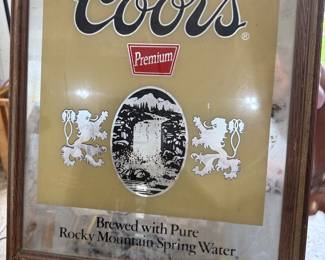 Coors®
Premium
Brewed with Pure
Rocky Mountain Spring Water